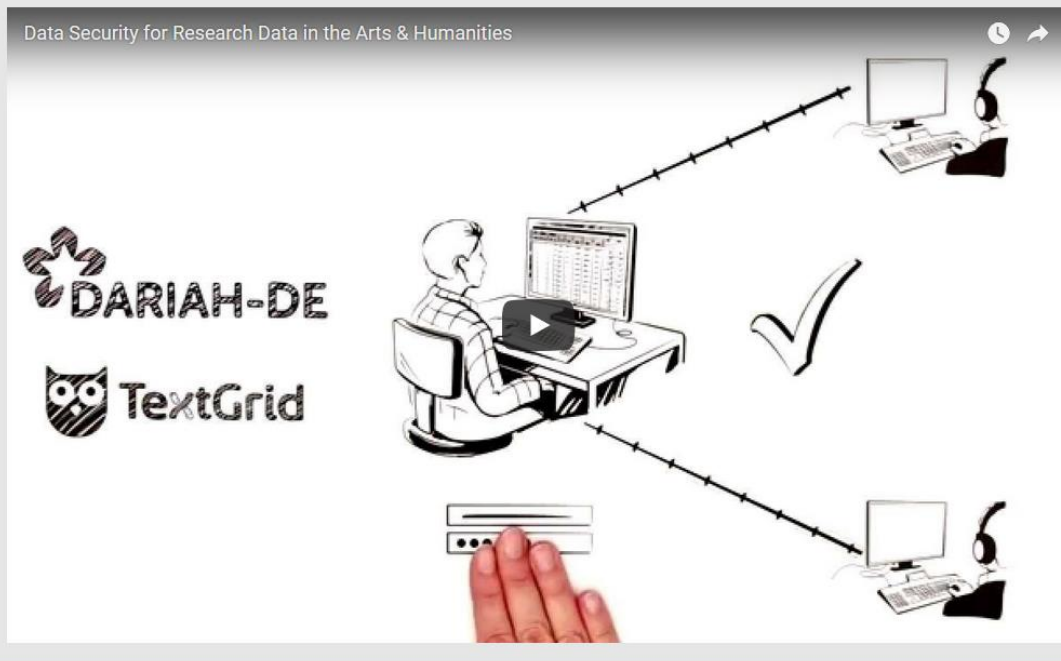 Data Security for Research Data in the Arts & Humanities
DARIAH-DE
TextGrid